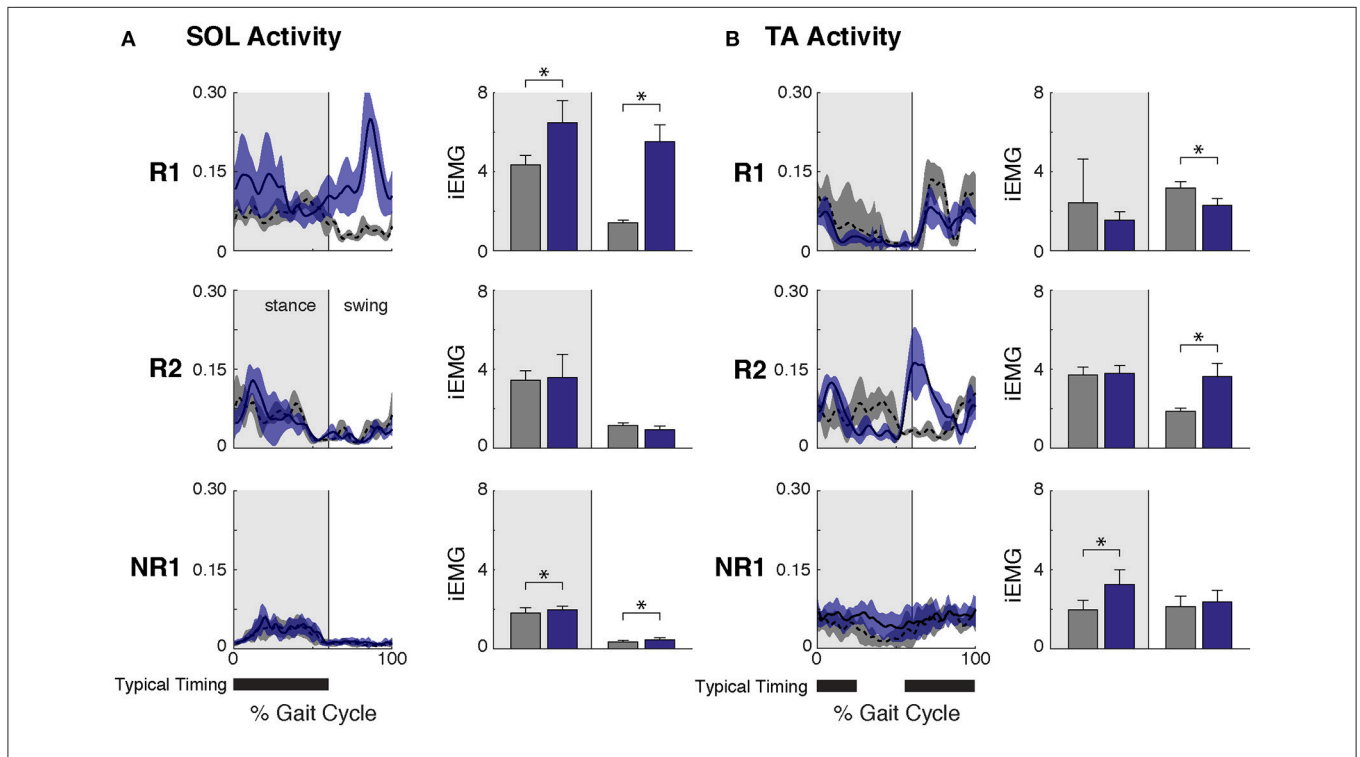 A SOL Activity
B TA Activity
R1
0.30
0.15
0
iEMG
8
4
0
*
*
R1
0.30
0.15
0
iEMG
8
4
0
*
R2
0.30
0.15
0
stance
swing
iEMG
8
4
0
R2
0.30
0.15
0
iEMG
8
4
0
*
NR1
0.30
0.15
0
0
100
iEMG
8
4
0
*
*
NR1
0.30
0.15
0
0
100
iEMG
8
4
0
*
Typical Timing
% Gait Cycle
Typical Timing
% Gait Cycle